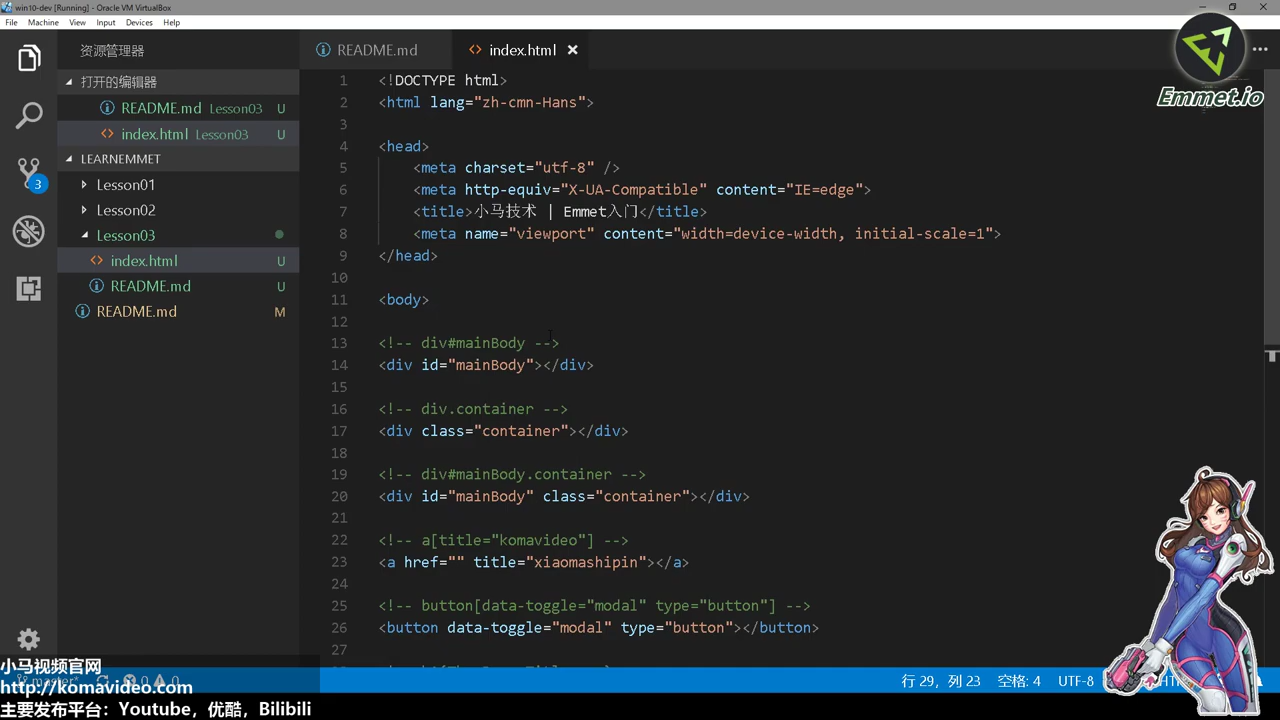 win10-dev [Running] - Oracle VM VirtualBox
File Machine View Input Devices Help
资源管理器
打开的编辑器
README.md Lesson03 U
index.html Lesson03 U
LEARNEMMET
Lesson01
Lesson02
Lesson03
index.html U
README.md U
README.md M
3
README.md index.html
Emmet.io
1 <!DOCTYPE html>
2 <html lang="zh-cmn-Hans">
3
4 <head>
5 <meta charset="utf-8" />
6 <meta http-equiv="X-UA-Compatible" content="IE=edge">
7 <title>小马技术 | Emmet入门</title>
8 <meta name="viewport" content="width=device-width, initial-scale=1">
9 </head>
10
11 <body>
12
13 <!-- div#mainBody -->
14 <div id="mainBody"></div>
15
16 <!-- div.container -->
17 <div class="container"></div>
18
19 <!-- div#mainBody.container -->
20 <div id="mainBody" class="container"></div>
21
22 <!-- a[title="komavideo"] -->
23 <a href="" title="xiaomashipin"></a>
24
25 <!-- button[data-toggle="modal" type="button"] -->
26 <button data-toggle="modal" type="button"></button>
27
小马视频官网
http://komavideo.com
主要发布平台：Youtube，优酷，Bilibili
master* 0 0
行 29，列 23 空格: 4 UTF-8